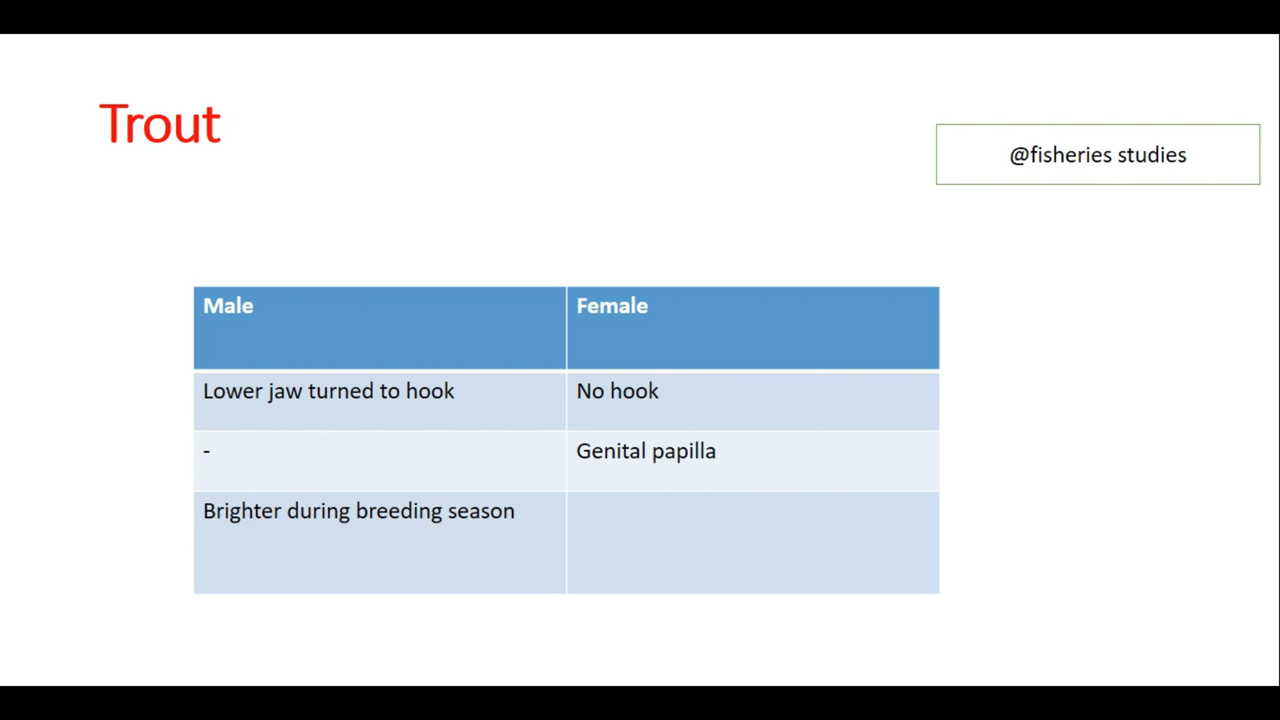 Trout
@fisheries studies
Male Female
Lower jaw turned to hook No hook
- Genital papilla
Brighter during breeding season